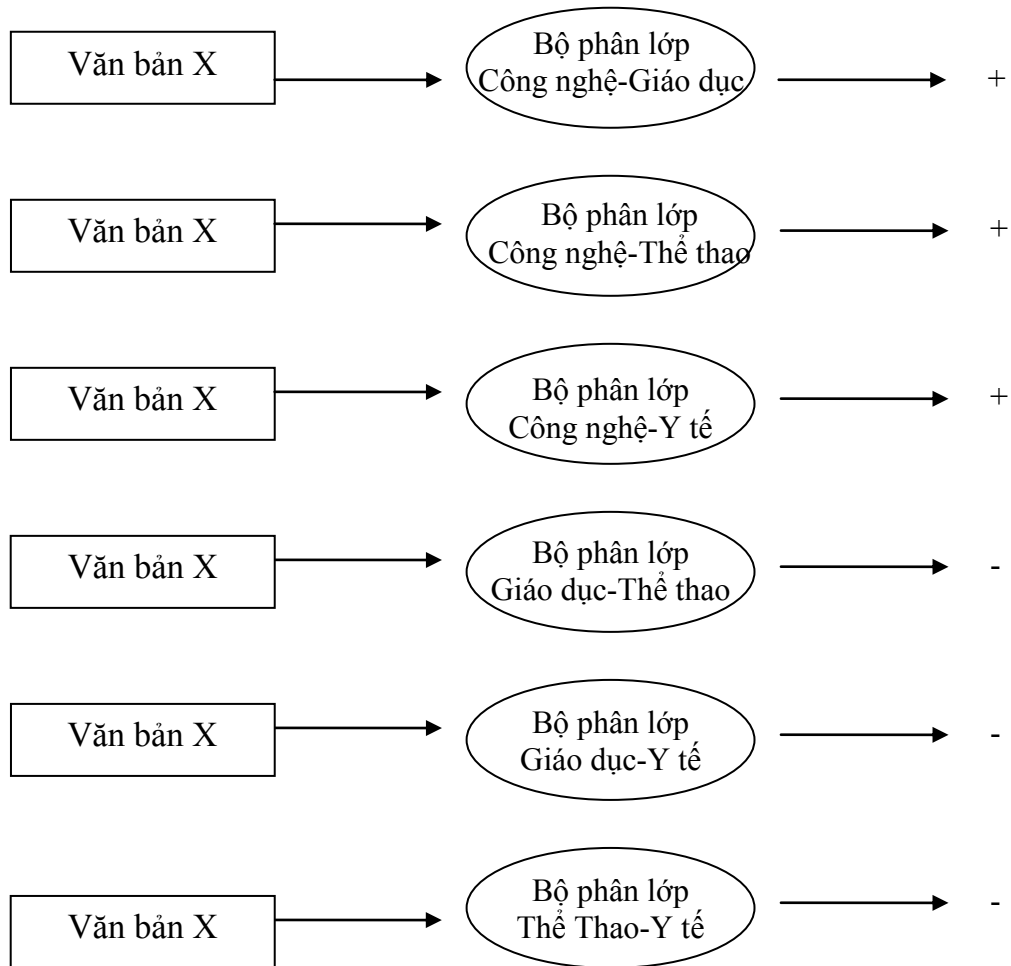 Văn bản X
Bộ phân lớp
Công nghệ-Giáo dục
+
Văn bản X
Bộ phân lớp
Công nghệ-Thể thao
+
Văn bản X
Bộ phân lớp
Công nghệ-Y tế
+
Văn bản X
Bộ phân lớp
Giáo dục-Thể thao
-
Văn bản X
Bộ phân lớp
Giáo dục-Y tế
-
Văn bản X
Bộ phân lớp
Thể Thao-Y tế
-